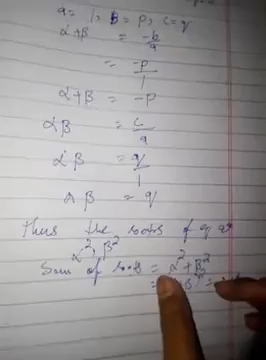 a = 1, B = p, c = q
α+β = -b/a
= -p/1
α+β = -p
αβ = c/a
αβ = q/1
αβ = q
Thus the roots of
α², β²
Sum of roots = α²+β²